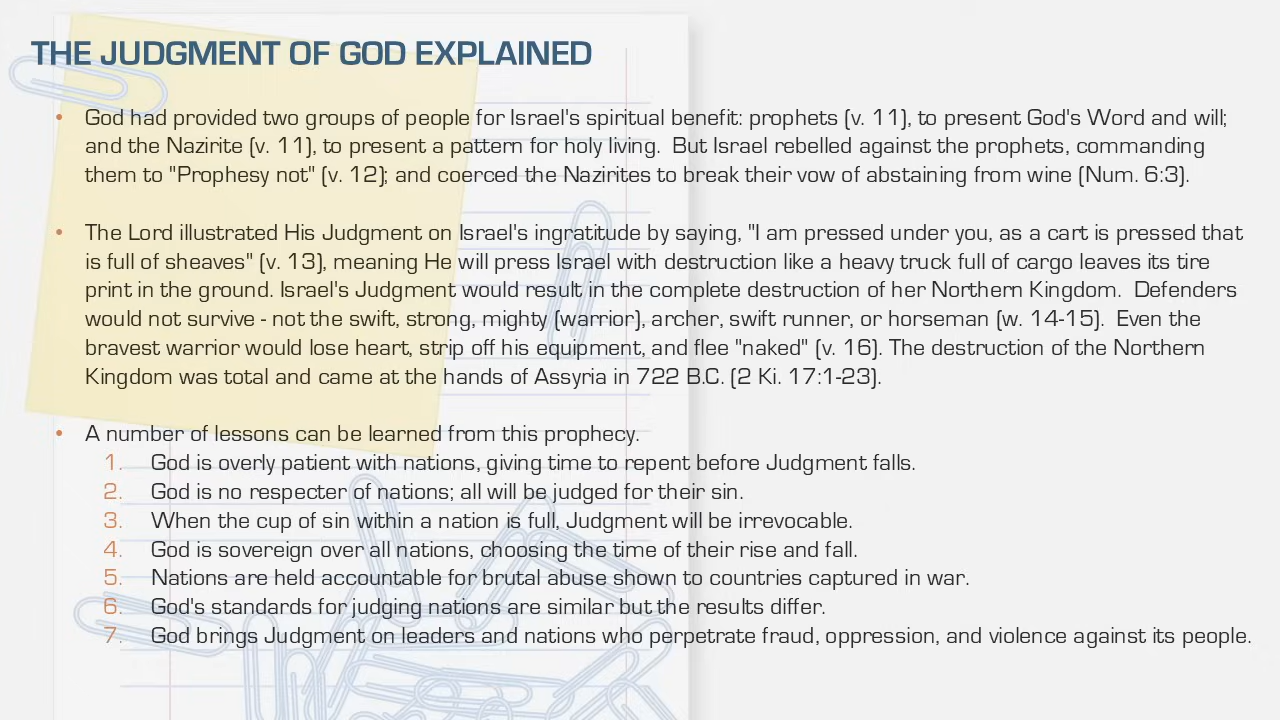 THE JUDGMENT OF GOD EXPLAINED
• God had provided two groups of people for Israel's spiritual benefit: prophets (v. 11), to present God's Word and will;
and the Nazirite (v. 11), to present a pattern for holy living.  But Israel rebelled against the prophets, commanding
them to "Prophesy not" (v. 12); and coerced the Nazirites to break their vow of abstaining from wine (Num. 6:3).
• The Lord illustrated His Judgment on Israel's ingratitude by saying, "I am pressed under you, as a cart is pressed that
is full of sheaves" (v. 13), meaning He will press Israel with destruction like a heavy truck full of cargo leaves its tire
print in the ground. Israel's Judgment would result in the complete destruction of her Northern Kingdom.  Defenders
would not survive - not the swift, strong, mighty (warrior), archer, swift runner, or horseman (vv. 14-15).  Even the
bravest warrior would lose heart, strip off his equipment, and flee "naked" (v. 16). The destruction of the Northern
Kingdom was total and came at the hands of Assyria in 722 B.C. (2 Ki. 17:1-23).
• A number of lessons can be learned from this prophecy.
1. God is overly patient with nations, giving time to repent before Judgment falls.
2. God is no respecter of nations; all will be judged for their sin.
3. When the cup of sin within a nation is full, Judgment will be irrevocable.
4. God is sovereign over all nations, choosing the time of their rise and fall.
5. Nations are held accountable for brutal abuse shown to countries captured in war.
6. God's standards for judging nations are similar but the results differ.
7. God brings Judgment on leaders and nations who perpetrate fraud, oppression, and violence against its people.